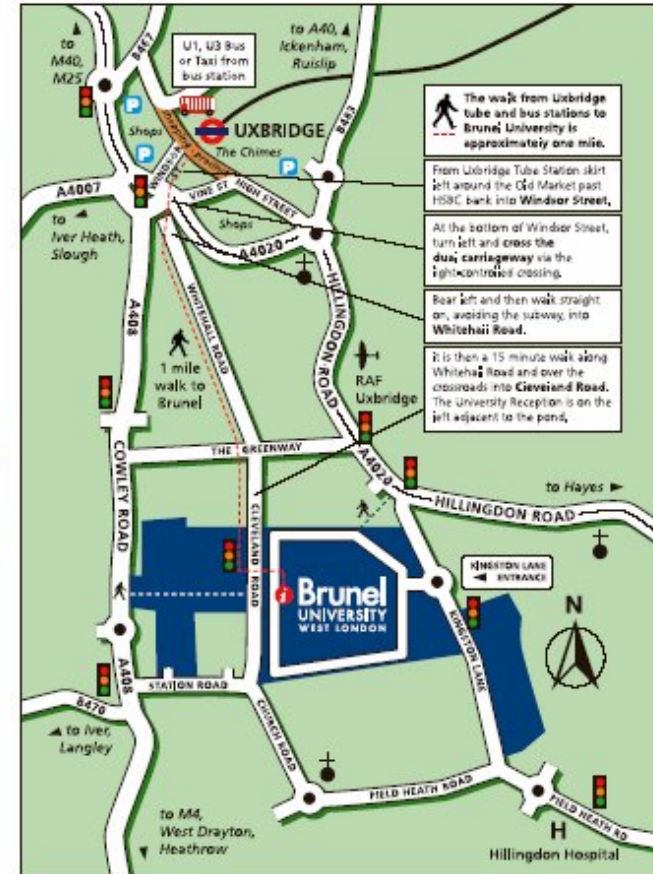 to
M40,
M25
B467
U1, U3 Bus
or Taxi from
bus station
to A40,
Ickenham,
Ruislip
B483
P
P
P
P
Shops
shopping precinct
UXBRIDGE
The Chimes
WINDSOR
ST
VINE ST
HIGH STREET
Shops
A4007
to
Iver Heath,
Slough
A4020
The walk from Uxbridge
tube and bus stations to
Brunel University is
approximately one mile.
From Uxbridge Tube Station skirt
left around the Old Market past
HSBC bank into Windsor Street.
At the bottom of Windsor Street,
turn left and cross the
dual carriageway via the
light-controlled crossing.
Bear left and then walk straight
on, avoiding the subway, into
Whitehall Road.
It is then a 15 minute walk along
Whitehall Road and over the
crossroads into Cleveland Road.
The University Reception is on the
left adjacent to the pond.
A408
WHITEHALL ROAD
HILLINGDON ROAD
1 mile
walk to
Brunel
RAF
Uxbridge
COWLEY ROAD
THE GREENWAY
A4020
HILLINGDON ROAD
to Hayes
CLEVELAND ROAD
i
Brunel
UNIVERSITY
WEST LONDON
KINGSTON LANE
ENTRANCE
KINGSTON LANE
N
A408
STATION ROAD
B470
to Iver,
Langley
CHURCH ROAD
FIELD HEATH ROAD
FIELD HEATH RD
to M4,
West Drayton,
Heathrow
H
Hillingdon Hospital